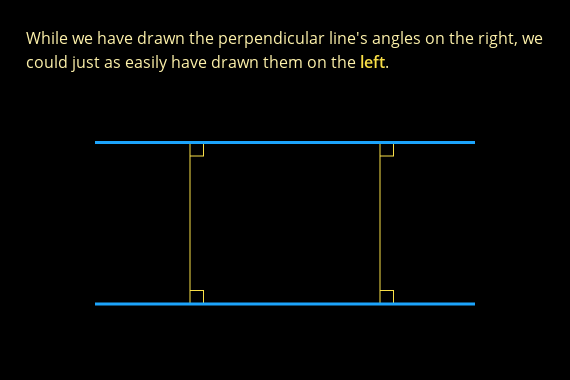 While we have drawn the perpendicular line's angles on the right, we
could just as easily have drawn them on the left.